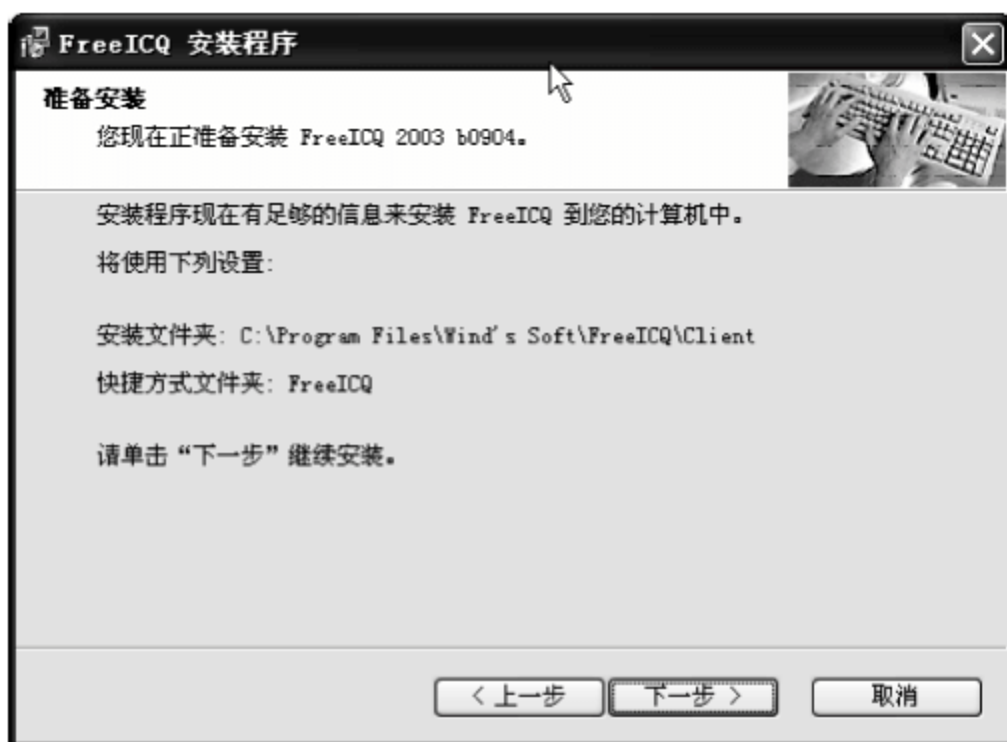 FreeICQ 安装程序
准备安装
您现在正准备安装 FreeICQ 2003 b0904。
安装程序现在有足够的信息来安装 FreeICQ 到您的计算机中。
将使用下列设置:
安装文件夹: C:\Program Files\Wind's Soft\FreeICQ\Client
快捷方式文件夹: FreeICQ
请单击“下一步”继续安装。
< 上一步 下一步 > 取消